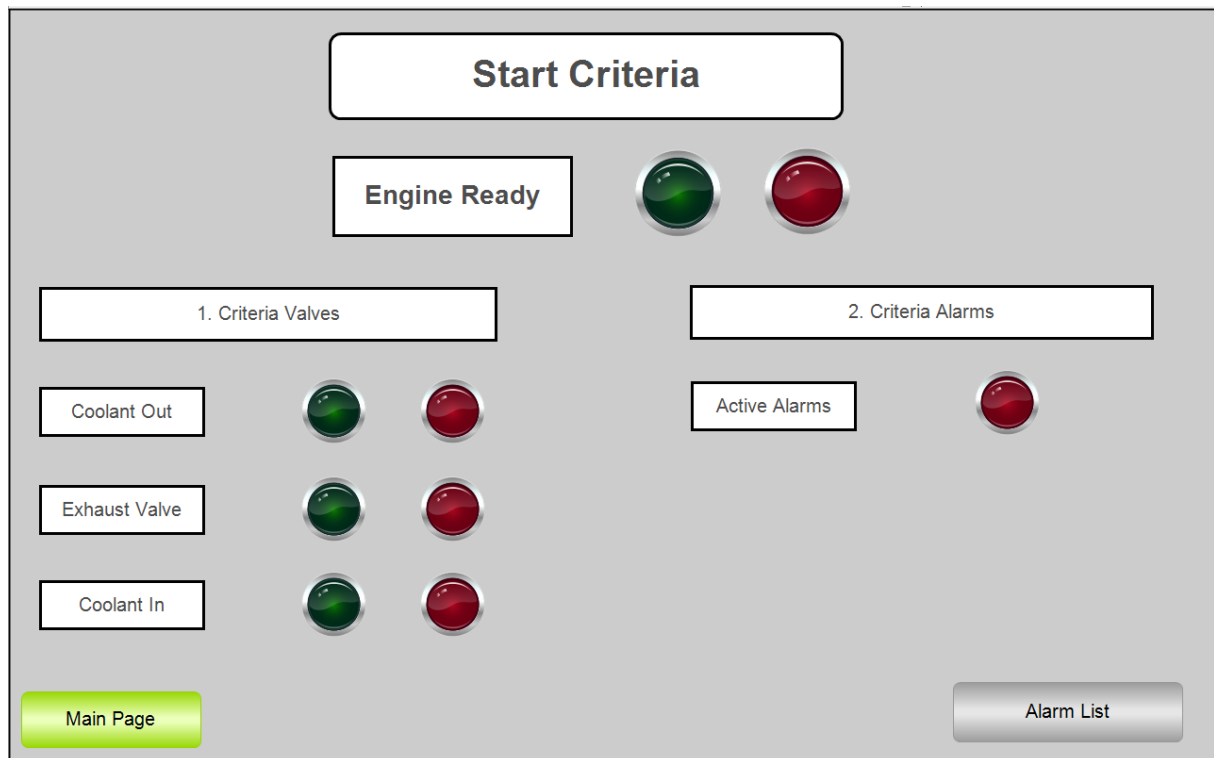 Start Criteria
Engine Ready
1. Criteria Valves
2. Criteria Alarms
Coolant Out
Active Alarms
Exhaust Valve
Coolant In
Main Page
Alarm List